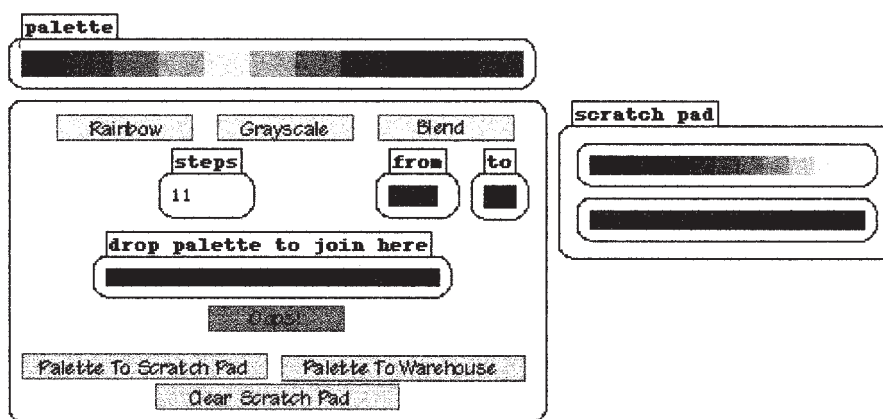 palette
Rainbow Grayscale Blend
scratch pad
steps from to
11
drop palette to join here
Oops!
Palette To Scratch Pad Palette To Warehouse
Clear Scratch Pad